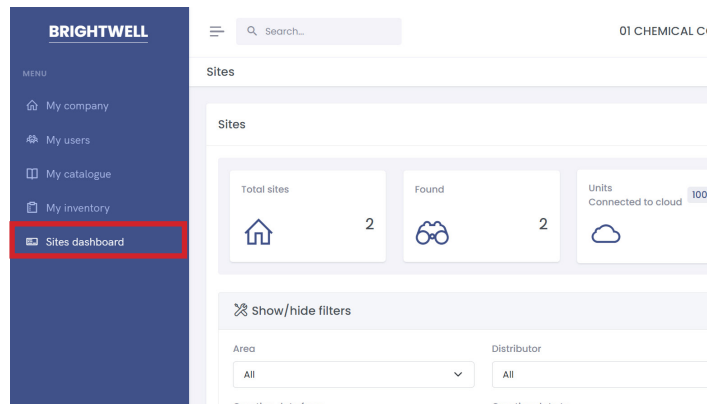 BRIGHTWELL
MENU
My company
My users
My catalogue
My inventory
Sites dashboard
Search...
01 CHEMICAL
Sites
Sites
Total sites
2
Found
2
Units
Connected to cloud
100
Show/hide filters
Area
All
Distributor
All